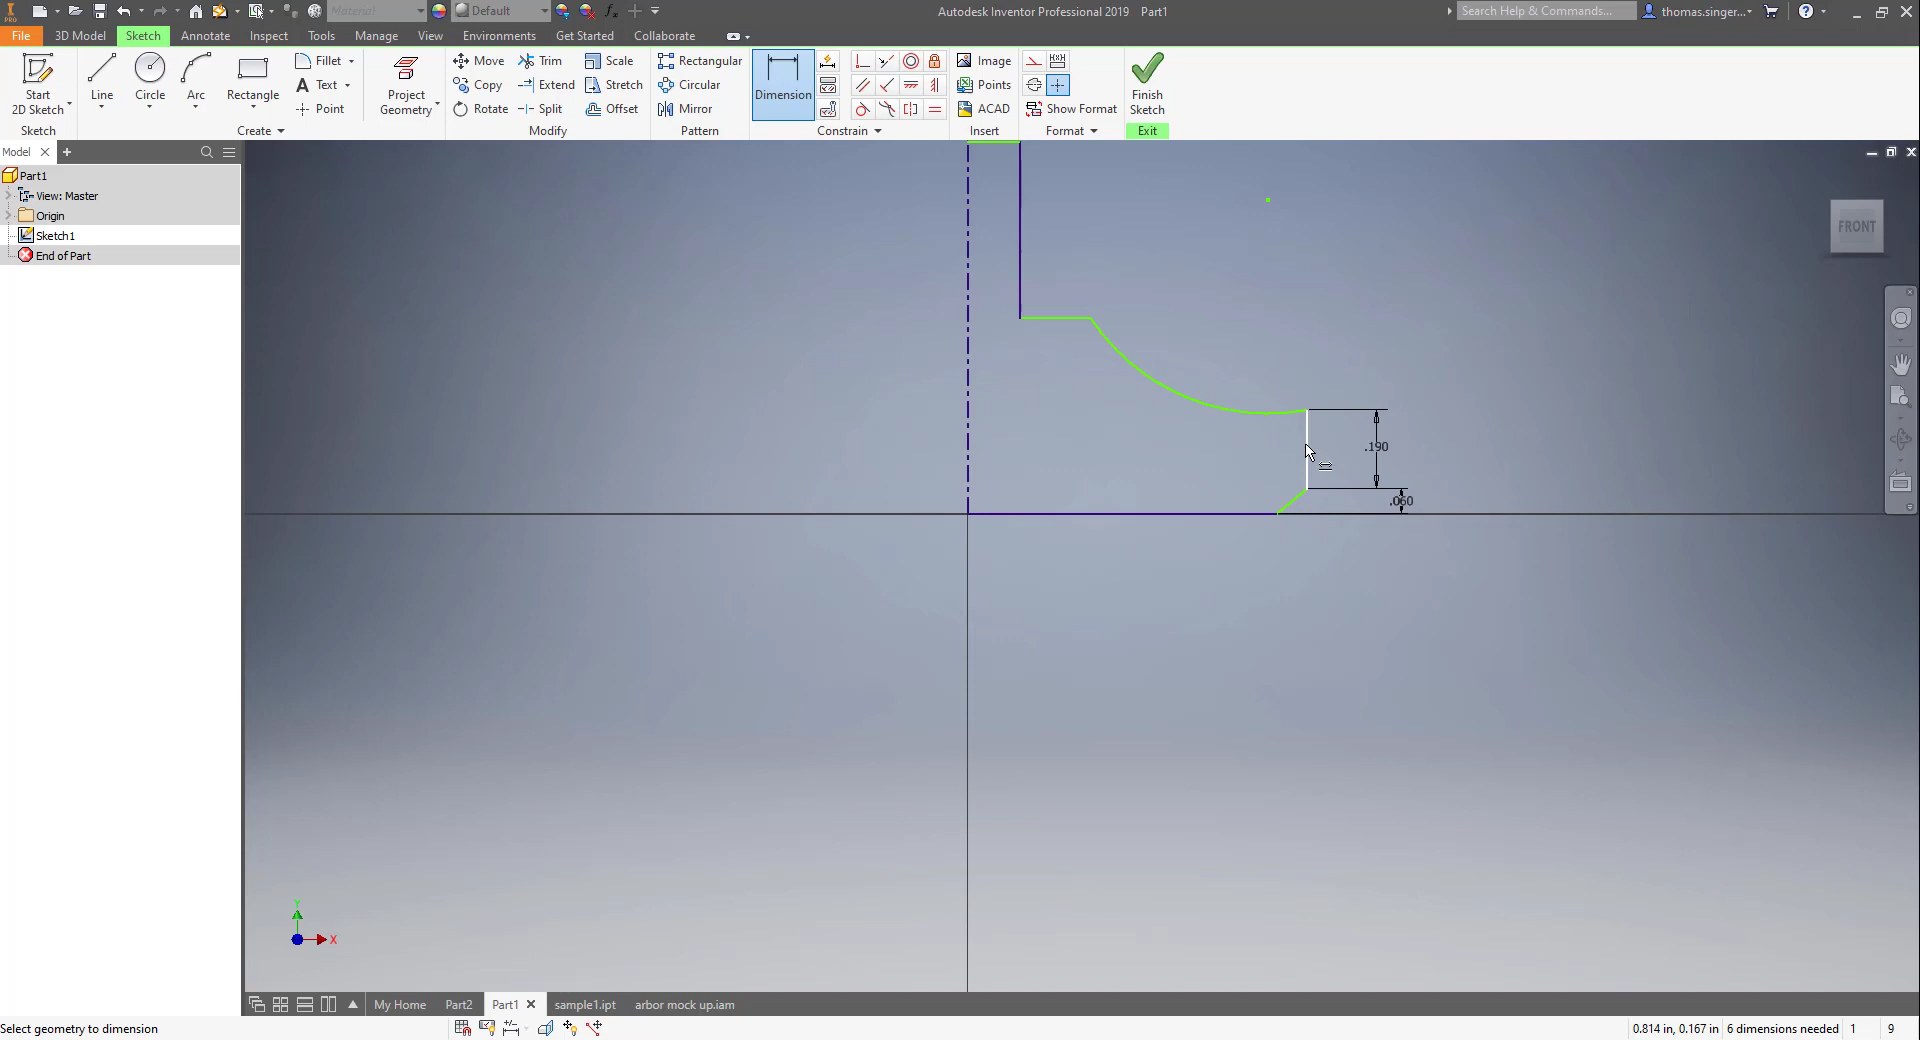 PRO
Material
Default
Autodesk Inventor Professional 2019 Part1
Search Help & Commands...
thomas.singer...
File 3D Model Sketch Annotate Inspect Tools Manage View Environments Get Started Collaborate
Start
2D Sketch
Line
Circle
Arc
Rectangle
Fillet
Text
Point
Project
Geometry
Move
Copy
Rotate
Trim
Extend
Split
Scale
Stretch
Offset
Rectangular
Circular
Mirror
Dimension
Image
Points
ACAD
Show Format
Finish
Sketch
Sketch
Create
Modify
Pattern
Constrain
Insert
Format
Exit
Model
Part1
View: Master
Origin
Sketch1
End of Part
FRONT
.190
.060
Y
X
My Home Part2 Part1 sample1.ipt arbor mock up.iam
Select geometry to dimension
0.814 in, 0.167 in 6 dimensions needed 1 9